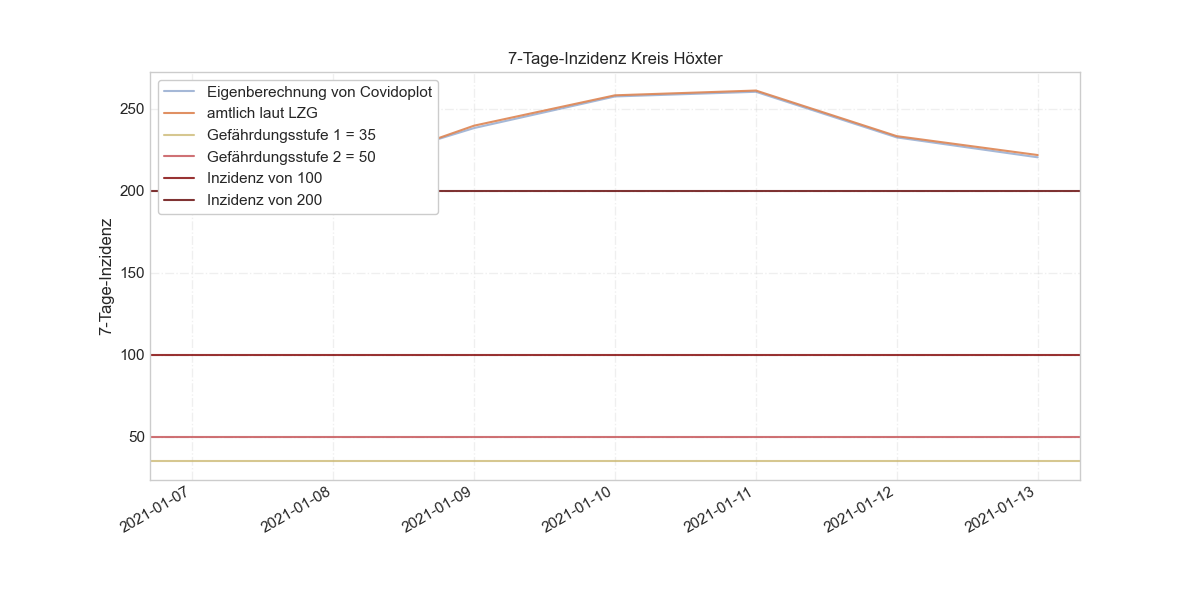 7-Tage-Inzidenz Kreis Höxter
Eigenberechnung von Covidoplot
amtlich laut LZG
Gefährdungsstufe 1 = 35
Gefährdungsstufe 2 = 50
Inzidenz von 100
Inzidenz von 200
7-Tage-Inzidenz
250
200
150
100
50
2021-01-07
2021-01-08
2021-01-09
2021-01-10
2021-01-11
2021-01-12
2021-01-13